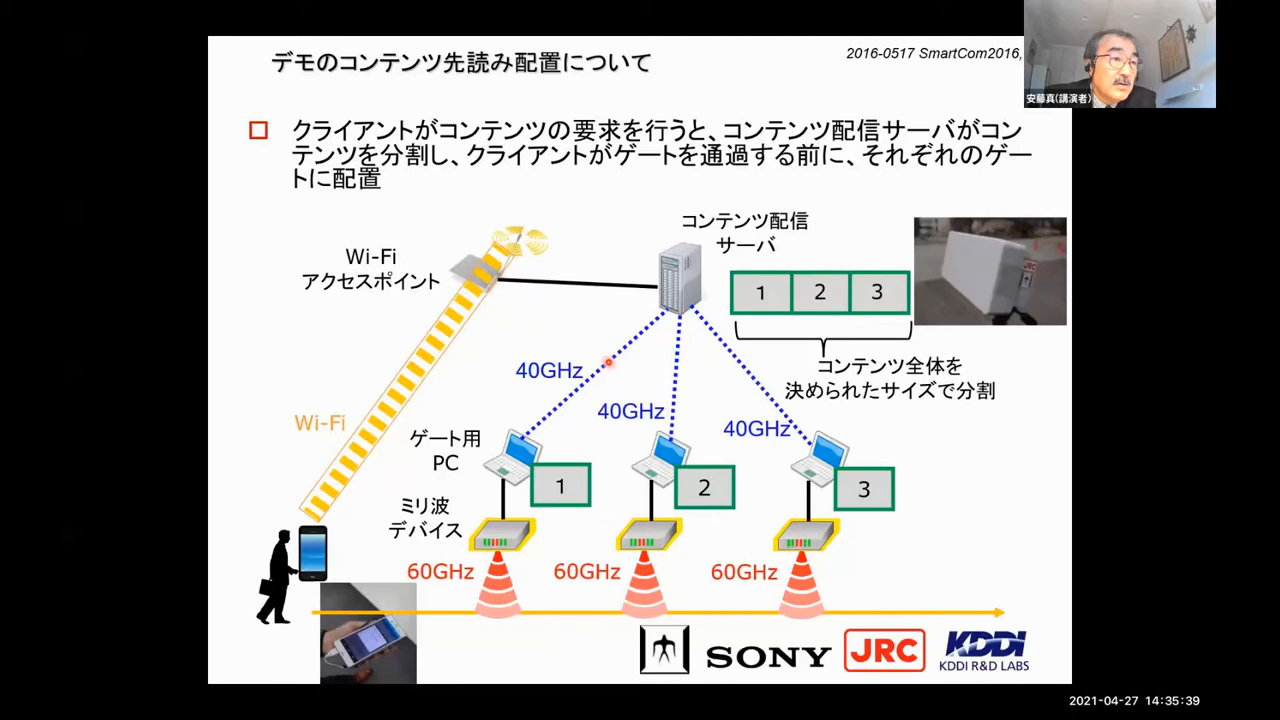 デモのコンテンツ先読み配置について
2016-0517 SmartCom2016,
安藤真(講演者)
クライアントがコンテンツの要求を行うと、コンテンツ配信サーバがコン
テンツを分割し、クライアントがゲートを通過する前に、それぞれのゲー
トに配置
コンテンツ配信
サーバ
Wi-Fi
アクセスポイント
JRC
1 2 3
コンテンツ全体を
決められたサイズで分割
40GHz
40GHz
40GHz
Wi-Fi
ゲート用
PC
1
2
3
ミリ波
デバイス
60GHz
60GHz
60GHz
SONY
JRC
KDDI
KDDI R&D LABS
2021-04-27 14:35:39